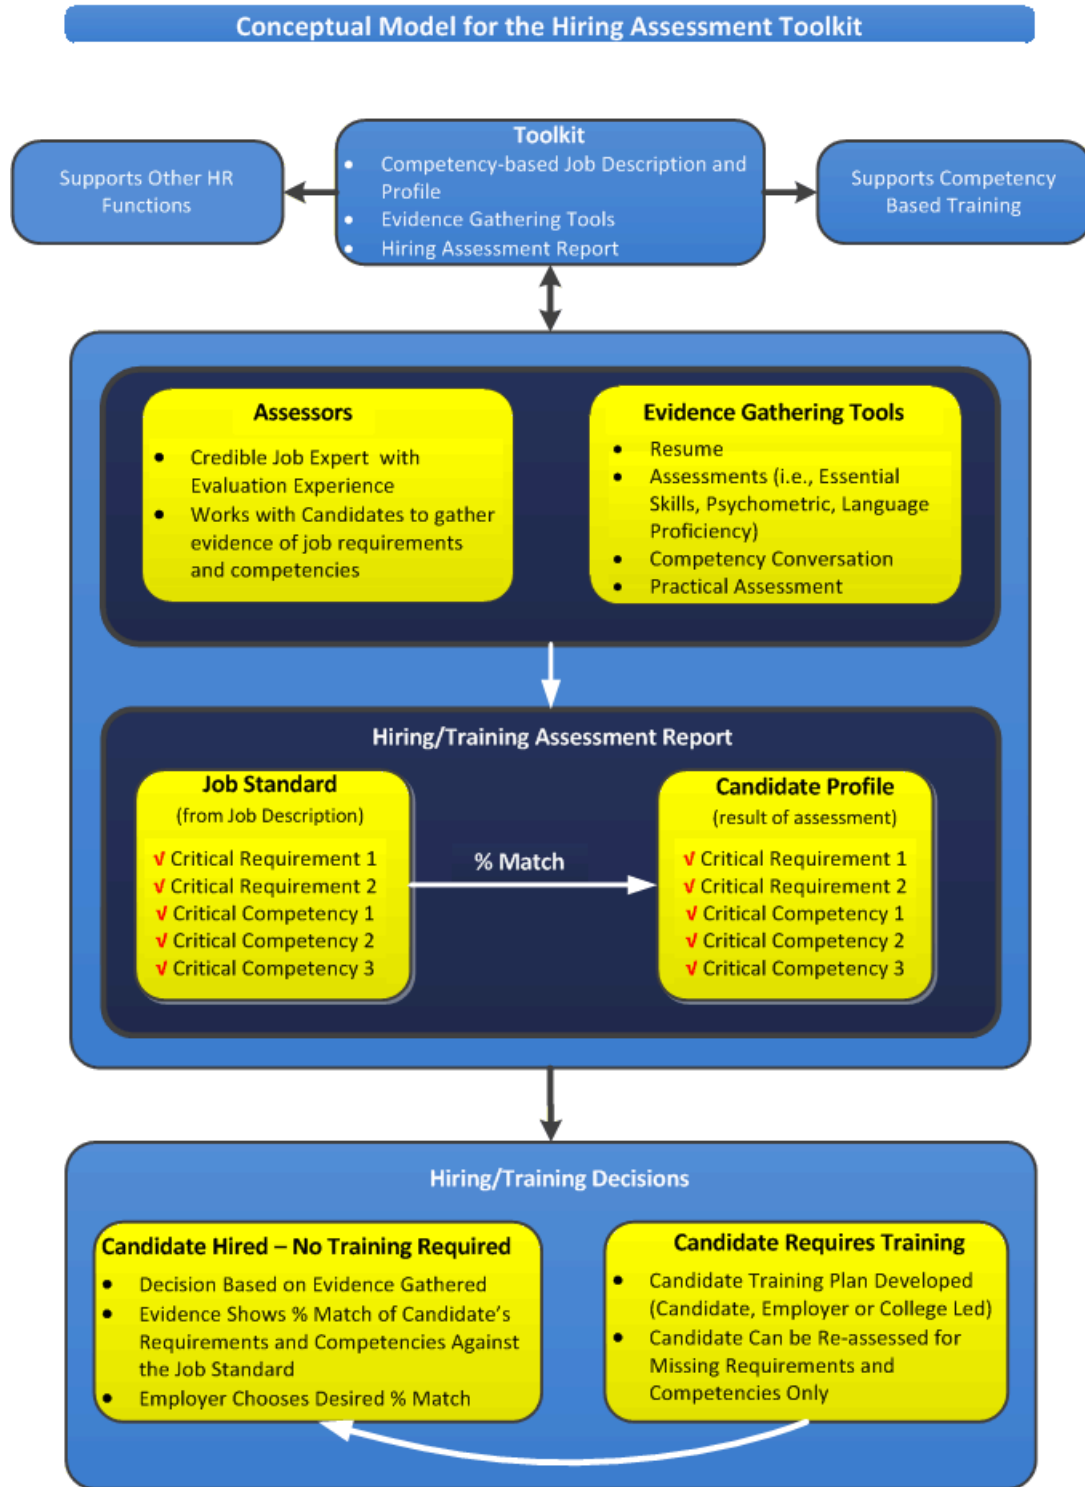 Conceptual Model for the Hiring Assessment Toolkit
Supports Other HR
Functions
Toolkit
• Competency-based Job Description and
Profile
• Evidence Gathering Tools
• Hiring Assessment Report
Supports Competency
Based Training
Assessors
• Credible Job Expert with
Evaluation Experience
• Works with Candidates to gather
evidence of job requirements
and competencies
Evidence Gathering Tools
• Resume
• Assessments (i.e., Essential
Skills, Psychometric, Language
Proficiency)
• Competency Conversation
• Practical Assessment
Hiring/Training Assessment Report
Job Standard
(from Job Description)
√ Critical Requirement 1
√ Critical Requirement 2
√ Critical Competency 1
√ Critical Competency 2
√ Critical Competency 3
% Match
Candidate Profile
(result of assessment)
√ Critical Requirement 1
√ Critical Requirement 2
√ Critical Competency 1
√ Critical Competency 2
√ Critical Competency 3
Hiring/Training Decisions
Candidate Hired – No Training Required
• Decision Based on Evidence Gathered
• Evidence Shows % Match of Candidate's
Requirements and Competencies Against
the Job Standard
• Employer Chooses Desired % Match
Candidate Requires Training
• Candidate Training Plan Developed
(Candidate, Employer or College Led)
• Candidate Can be Re-assessed for
Missing Requirements and
Competencies Only